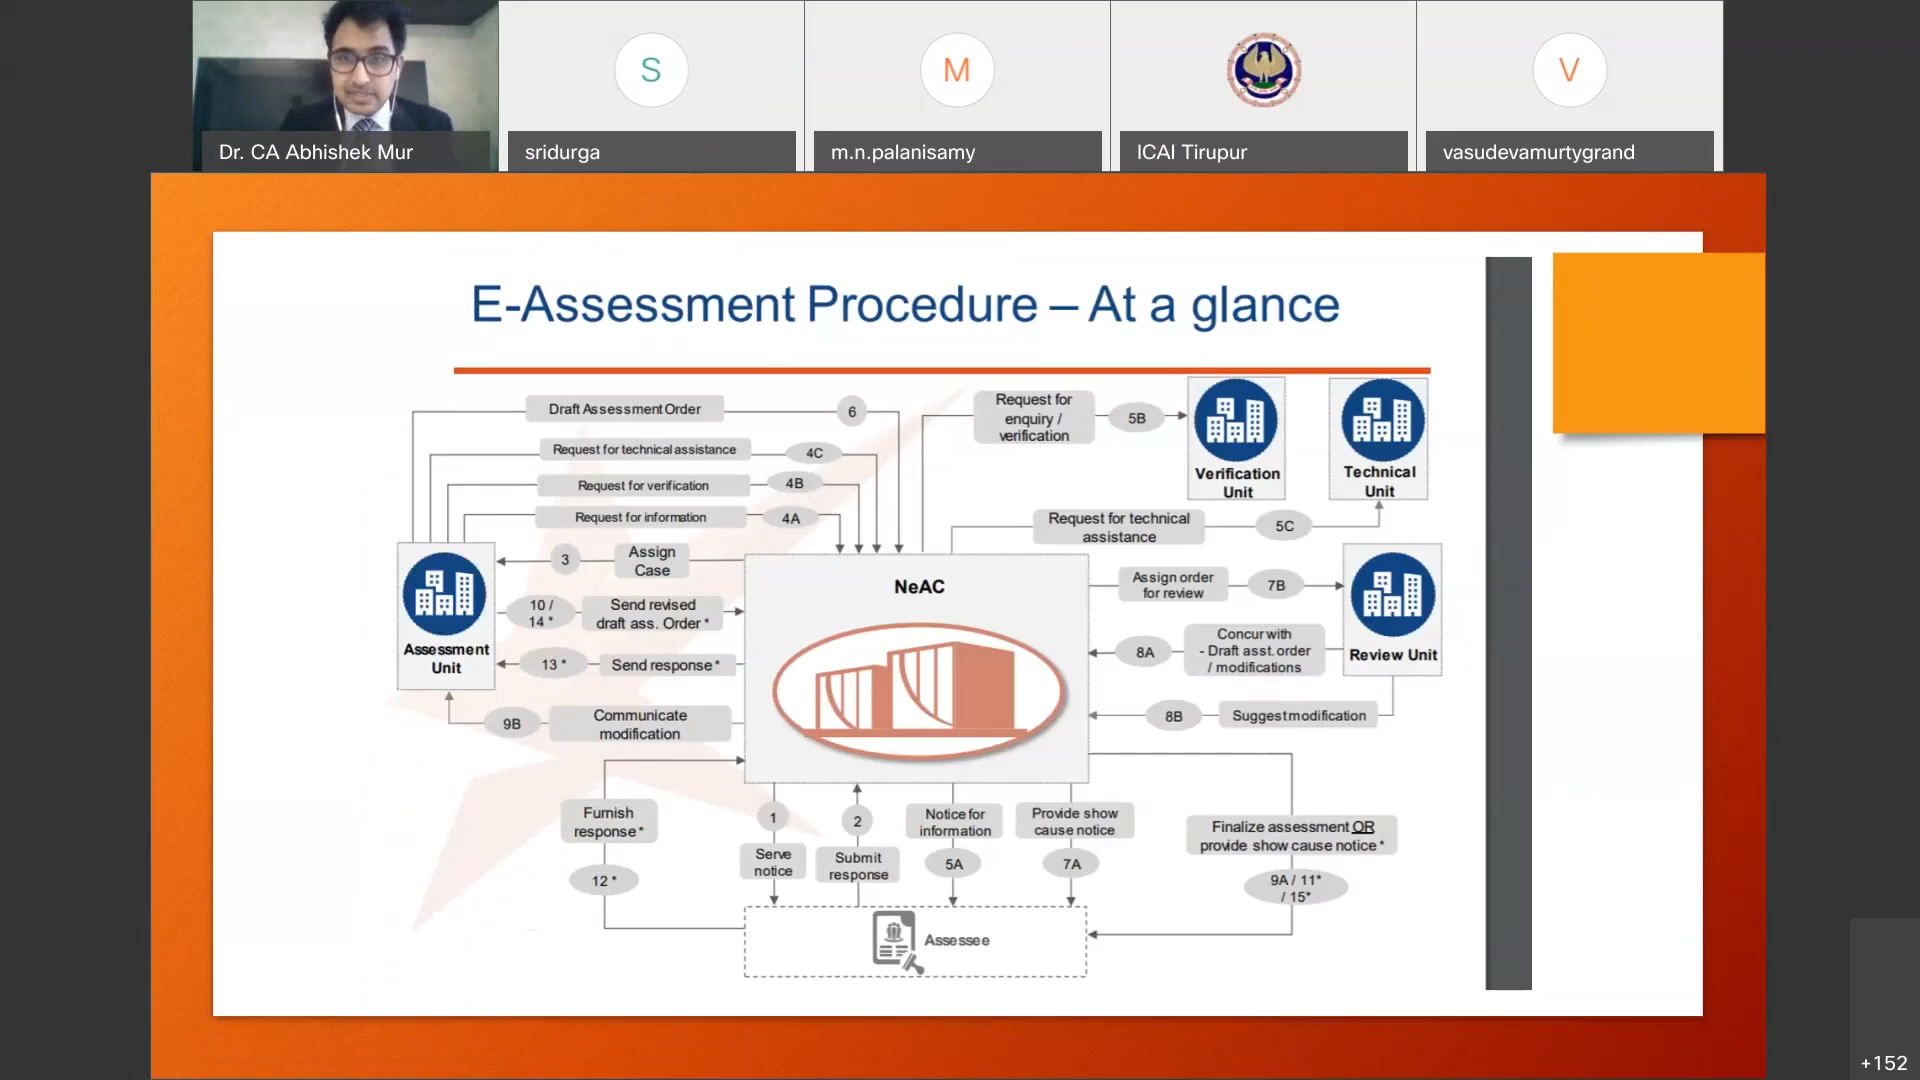 S
M
V
Dr. CA Abhishek Mur
sridurga
m.n.palanisamy
ICAI Tirupur
vasudevamurtygrand
E-Assessment Procedure – At a glance
Draft Assessment Order
6
Request for technical assistance
4C
Request for verification
4B
Request for information
4A
Request for
enquiry /
verification
5B
Verification
Unit
Technical
Unit
Request for technical
assistance
5C
3
Assign
Case
Assessment
Unit
10 /
14 *
Send revised
draft ass. Order *
13 *
Send response *
9B
Communicate
modification
NeAC
Assign order
for review
7B
8A
Concur with
- Draft asst. order
/ modifications
Review Unit
8B
Suggest modification
Furnish
response *
12 *
1
Serve
notice
2
Submit
response
Notice for
information
5A
Provide show
cause notice
7A
Finalize assessment OR
provide show cause notice *
9A / 11*
/ 15*
Assessee
+152